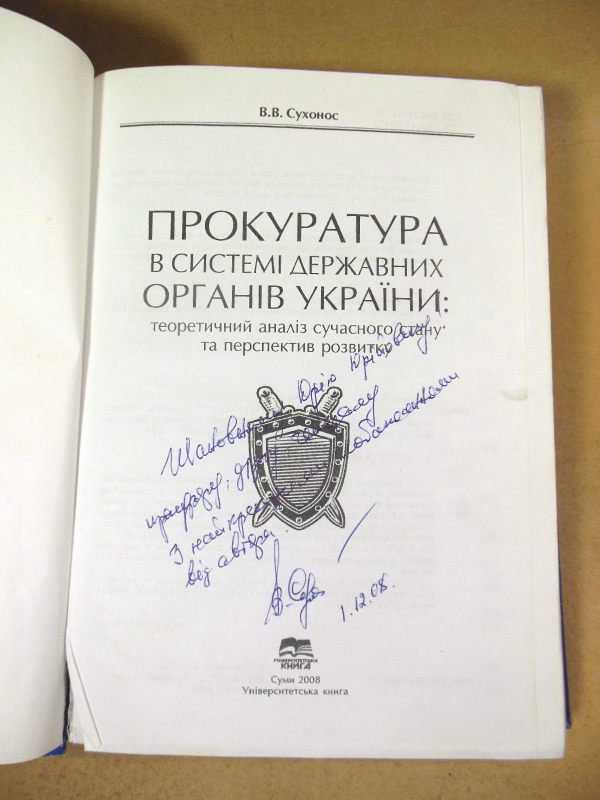 В.В. Сухонос
ПРОКУРАТУРА
В СИСТЕМІ ДЕРЖАВНИХ
ОРГАНІВ УКРАЇНИ:
теоретичний аналіз сучасного стану
та перспектив розвитку
Шановному Юрію Юрійовичу!
З найкращими побажаннями
від автора.
1.12.08.
УНІВЕРСИТЕТСЬКА
КНИГА
Суми 2008
Університетська книга